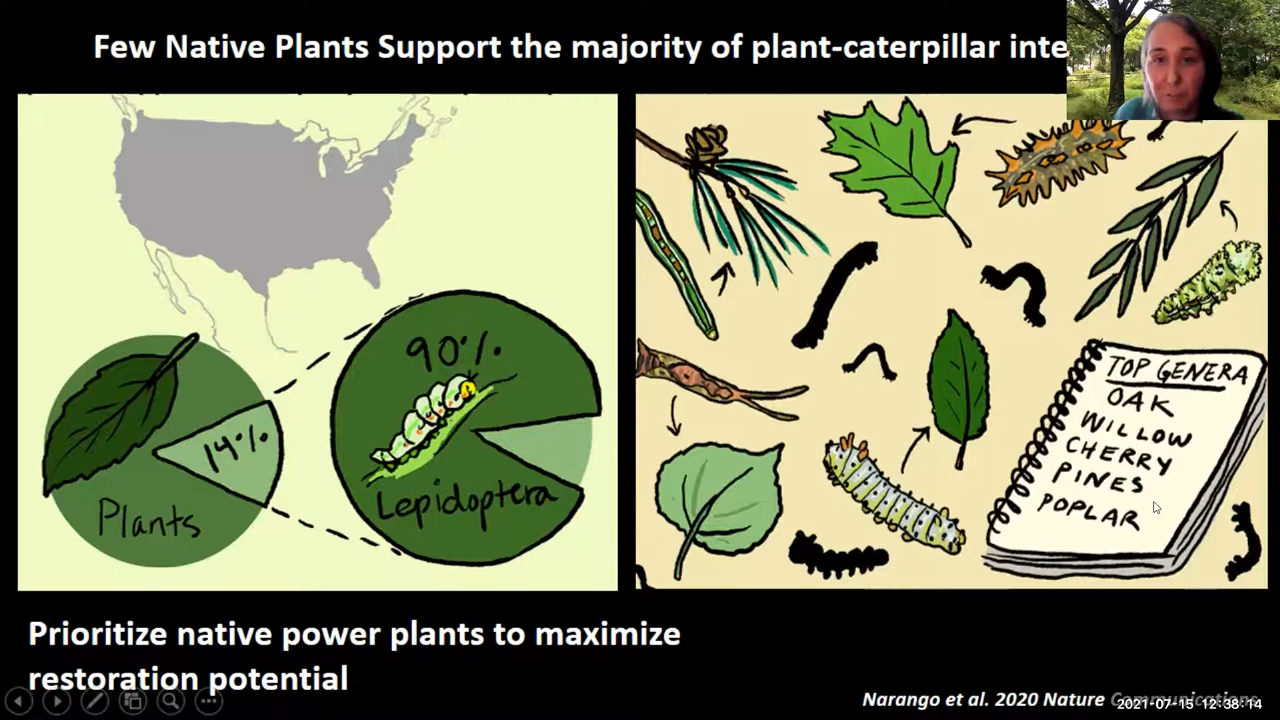 Few Native Plants Support the majority of plant-caterpillar inte
90%
14%
Plants
Lepidoptera
TOP GENERA
OAK
WILLOW
CHERRY
PINES
POPLAR
Prioritize native power plants to maximize
restoration potential
Narango et al. 2020 Nature Communications
2021-07-15 12:38:14